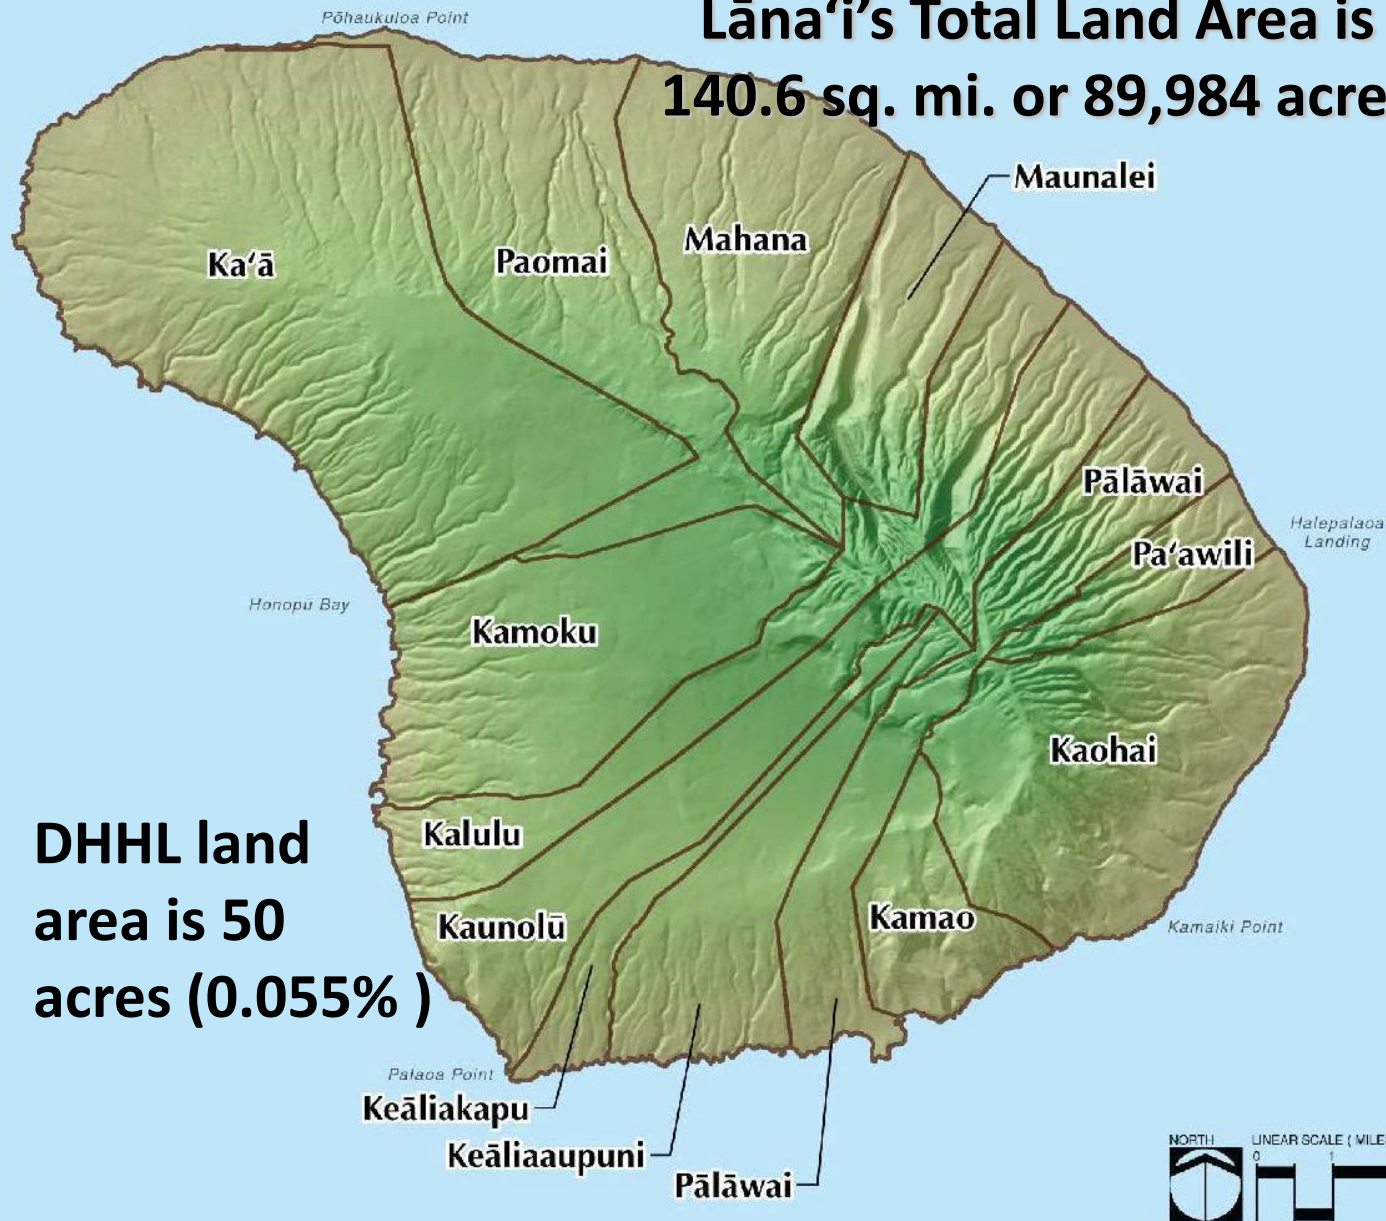 Lāna‘i’s Total Land Area is
140.6 sq. mi. or 89,984 acre
Pōhaukuloa Point
Maunalei
Mahana
Paomai
Ka‘ā
Pālāwai
Halepalaoa
Landing
Pa‘awili
Honopū Bay
Kamoku
Kaohai
DHHL land
area is 50
acres (0.055% )
Kalulu
Kaunolū
Kamao
Kamaiki Point
Palaoa Point
Keāliakapu
Keāliaaupuni
Pālāwai
NORTH
LINEAR SCALE ( MILE
0 1